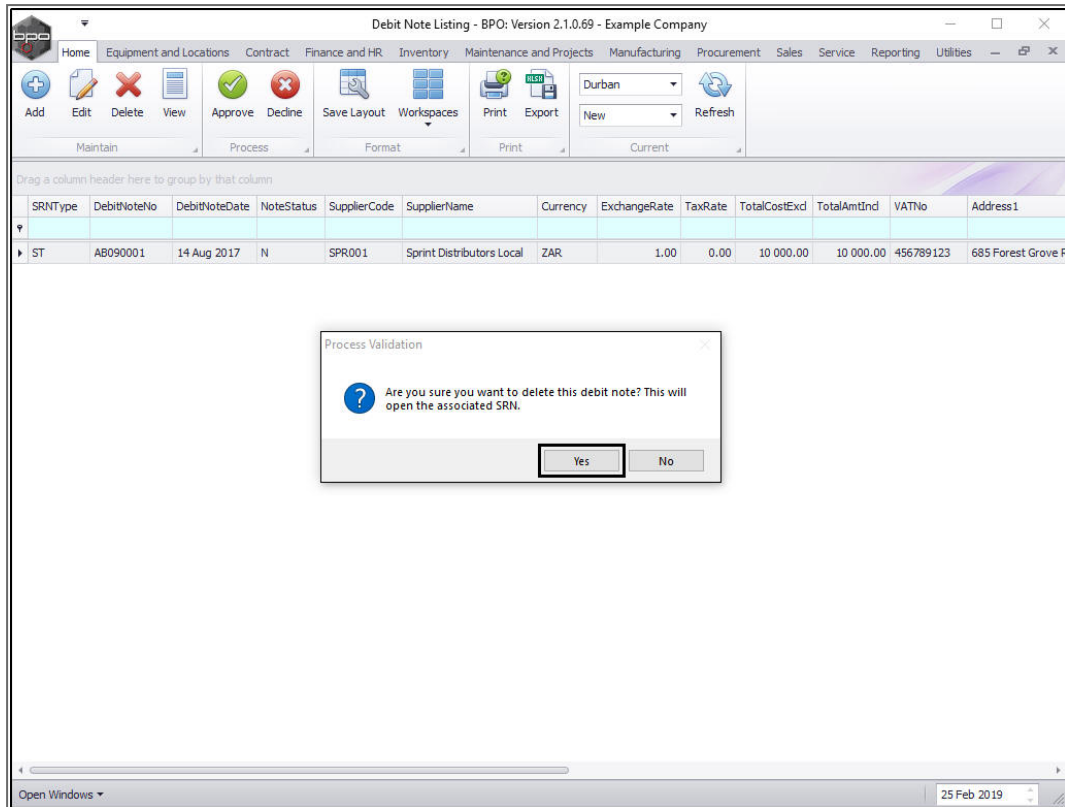 bpo
Debit Note Listing - BPO: Version 2.1.0.69 - Example Company
Home Equipment and Locations Contract Finance and HR Inventory Maintenance and Projects Manufacturing Procurement Sales Service Reporting Utilities
Add Edit Delete View Approve Decline Save Layout Workspaces Print Export Durban Refresh
New
Maintain Process Format Print Current
Drag a column header here to group by that column
SRNType DebitNoteNo DebitNoteDate NoteStatus SupplierCode SupplierName Currency ExchangeRate TaxRate TotalCostExcl TotalAmtIncl VATNo Address1
ST AB090001 14 Aug 2017 N SPR001 Sprint Distributors Local ZAR 1.00 0.00 10 000.00 10 000.00 456789123 685 Forest Grove
Process Validation
Are you sure you want to delete this debit note? This will
open the associated SRN.
Yes No
Open Windows 25 Feb 2019